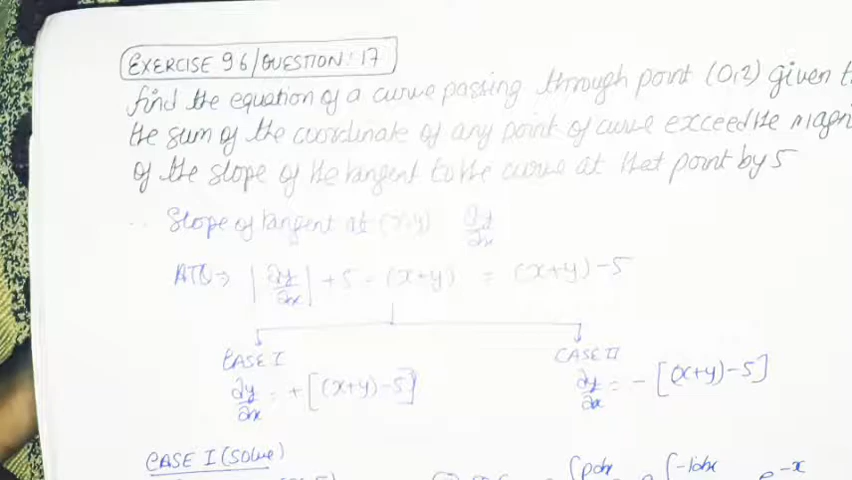 EXERCISE 9.6/QUESTION: 17
find the equation of a curve passing through point (0,2) given t
the sum of the coordinate of any point of curve exceed the magni
of the slope of the tangent to the curve at that point by 5
∴ Slope of tangent at (x,y) dy/dx
ATQ → |dy/dx| + 5 = (x+y) = (x+y) - 5
CASE I CASE II
dy/dx = + [(x+y) - 5] dy/dx = - [(x+y) - 5]
CASE I (Solve)
∫pdx ∫-1dx e^-x